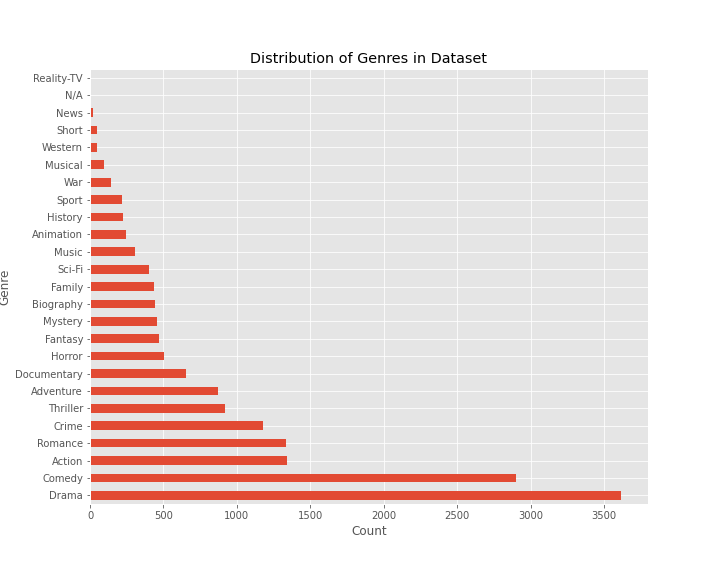 Distribution of Genres in Dataset
Genre
Reality-TV
N/A
News
Short
Western
Musical
War
Sport
History
Animation
Music
Sci-Fi
Family
Biography
Mystery
Fantasy
Horror
Documentary
Adventure
Thriller
Crime
Romance
Action
Comedy
Drama
0 500 1000 1500 2000 2500 3000 3500
Count